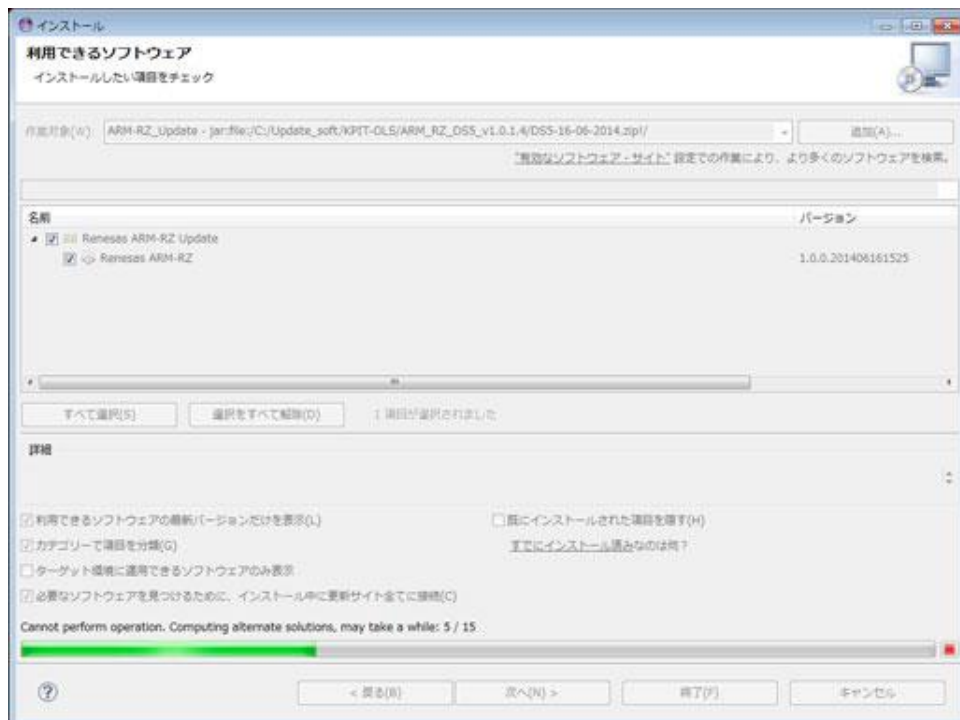 インストール
利用できるソフトウェア
インストールしたい項目をチェック
作業対象(W):
ARM-RZ_Update - jar:file:/C:/Update_soft/KPIT-OLS/ARM_RZ_DS5_v1.0.1.4/DS5-16-06-2014.zip!/
追加(A)...
"有効なソフトウェア・サイト" 設定での作業により、より多くのソフトウェアを検索。
名前 バージョン
Renesas ARM-RZ Update
Renesas ARM-RZ 1.0.0.201406161525
すべて選択(S) 選択をすべて解除(D) 1 項目が選択されました
詳細
利用できるソフトウェアの最新バージョンだけを表示(L) 既にインストールされた項目を隠す(H)
カテゴリーで項目を分類(G) すでにインストール済みなのは何?
ターゲット環境に適用できるソフトウェアのみ表示
必要なソフトウェアを見つけるために、インストール中に更新サイト全てに接続(C)
Cannot perform operation. Computing alternate solutions, may take a while: 5 / 15
< 戻る(B) 次へ(N) > 終了(F) キャンセル